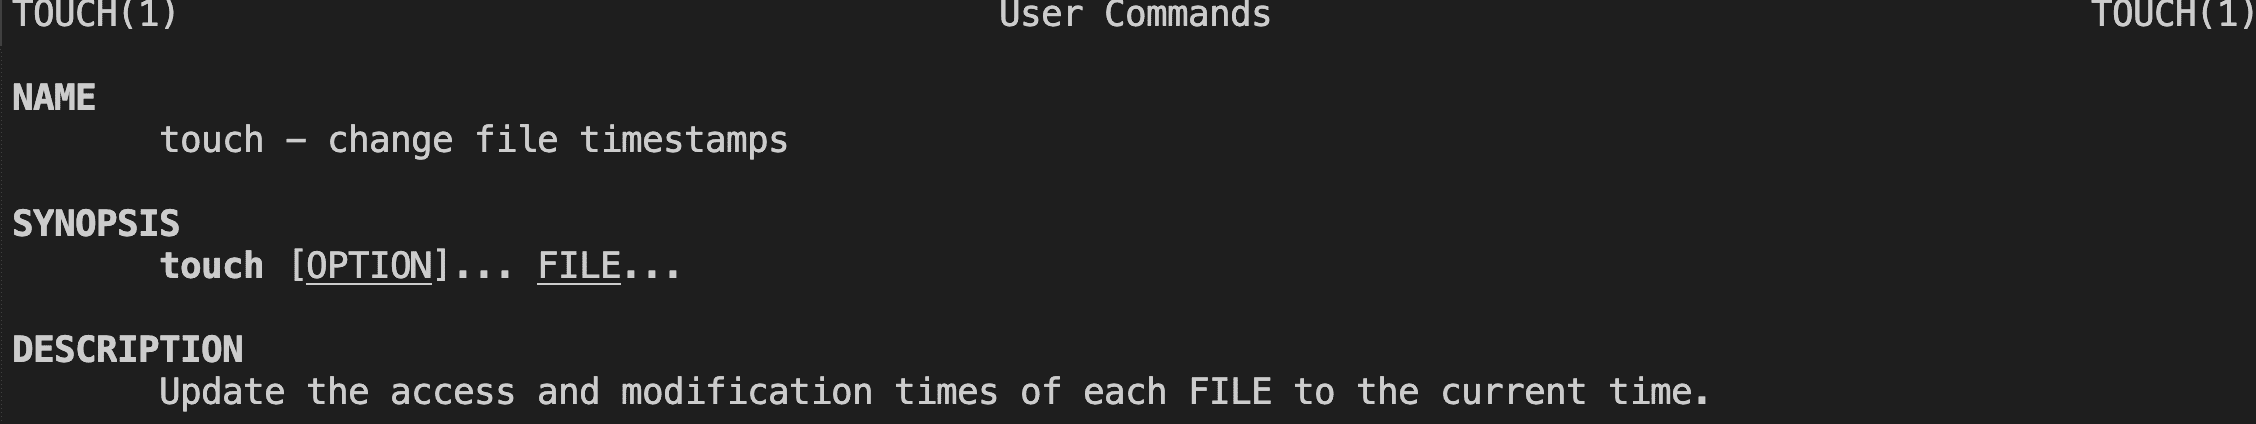 TOUCH(1) User Commands TOUCH(1)
NAME
touch – change file timestamps
SYNOPSIS
touch [OPTION]... FILE...
DESCRIPTION
Update the access and modification times of each FILE to the current time.